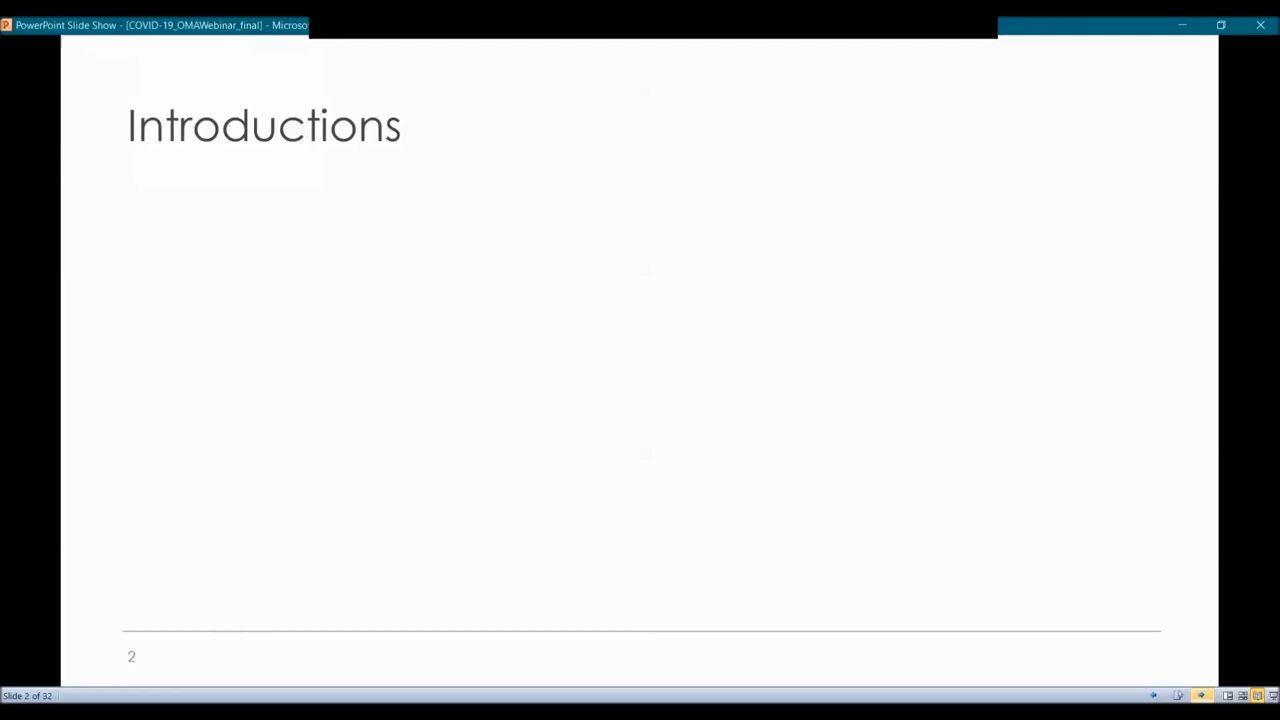 PowerPoint Slide Show - [COVID-19_OMAWebinar_final] - Microso
Introductions
2
Slide 2 of 32